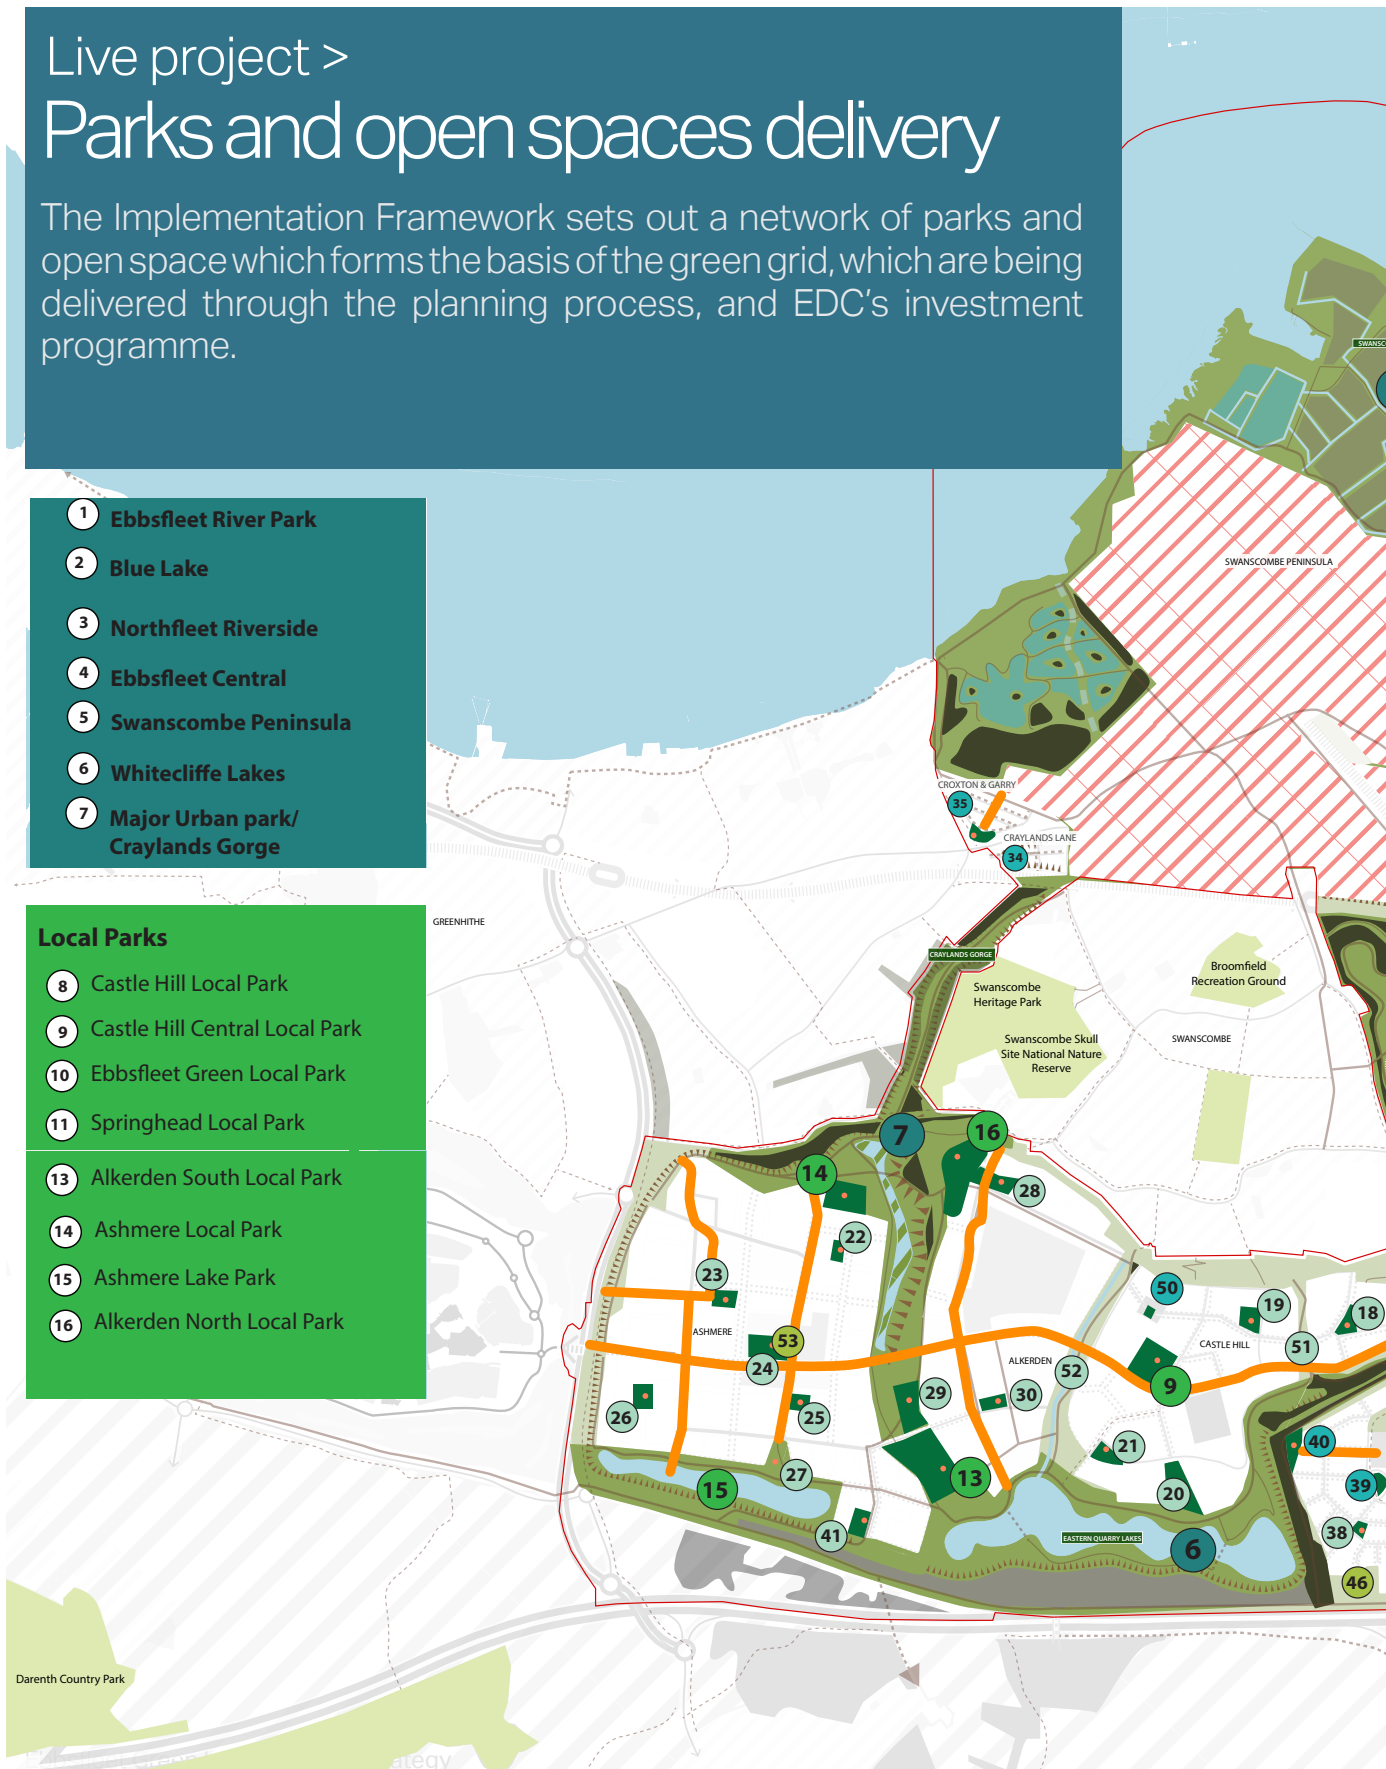 Live project >
Parks and open spaces delivery
The Implementation Framework sets out a network of parks and
open space which forms the basis of the green grid, which are being
delivered through the planning process, and EDC's investment
programme.
1 Ebbsfleet River Park
2 Blue Lake
3 Northfleet Riverside
4 Ebbsfleet Central
5 Swanscombe Peninsula
6 Whitecliffe Lakes
7 Major Urban park/
Craylands Gorge
Local Parks
8 Castle Hill Local Park
9 Castle Hill Central Local Park
10 Ebbsfleet Green Local Park
11 Springhead Local Park
13 Alkerden South Local Park
14 Ashmere Local Park
15 Ashmere Lake Park
16 Alkerden North Local Park
SWANSC
SWANSCOMBE PENINSULA
CROXTON & GARRY
35
CRAYLANDS LANE
34
GREENHITHE
CRAYLANDS GORGE
Broomfield
Recreation Ground
Swanscombe
Heritage Park
Swanscombe Skull
Site National Nature
Reserve
SWANSCOMBE
7
16
14
28
22
23
50
19
18
ASHMERE
53
CASTLE HILL
51
24
ALKERDEN
52
9
29
30
26
25
40
21
27
13
15
20
39
41
EASTERN QUARRY LAKES
6
38
46
Darenth Country Park